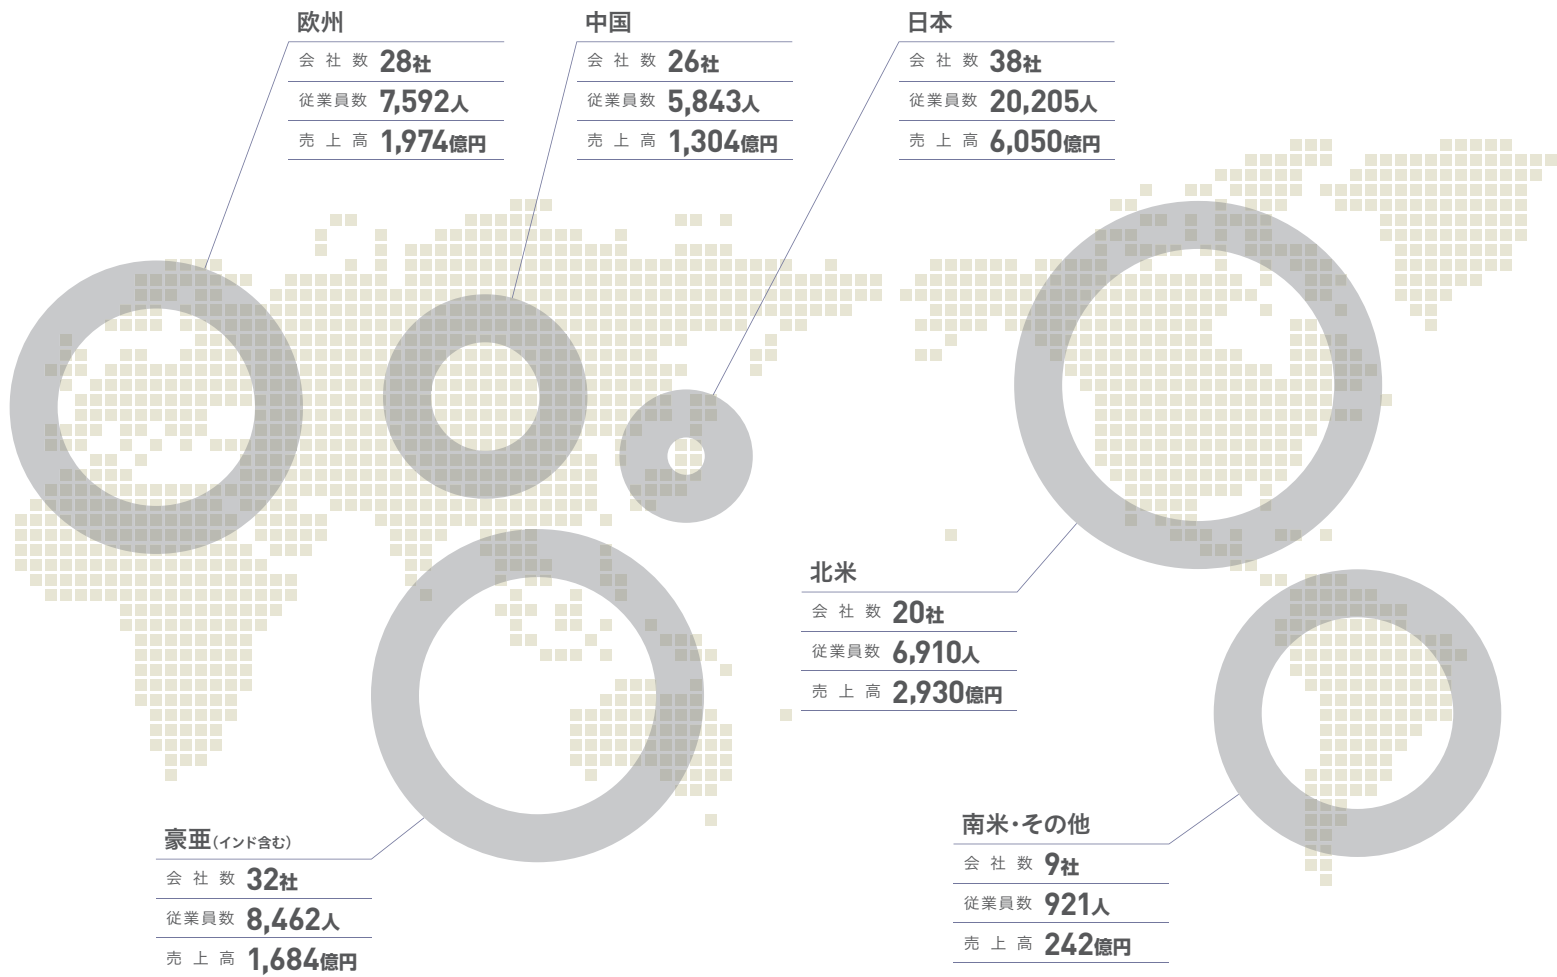 欧州
会社数 28社
従業員数 7,592人
売上高 1,974億円
中国
会社数 26社
従業員数 5,843人
売上高 1,304億円
日本
会社数 38社
従業員数 20,205人
売上高 6,050億円
北米
会社数 20社
従業員数 6,910人
売上高 2,930億円
豪亜(インド含む)
会社数 32社
従業員数 8,462人
売上高 1,684億円
南米・その他
会社数 9社
従業員数 921人
売上高 242億円